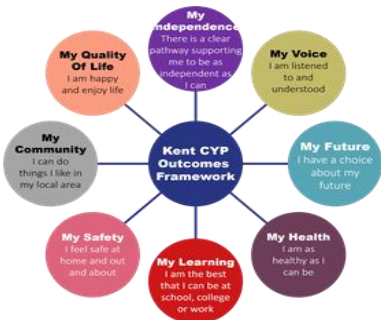 My
Independence
There is a clear
pathway supporting
me to be as
independent as
I can
My Voice
I am listened
to and
understood
My Future
I have a choice
about my
future
My Health
I am as
healthy as I
can be
My Learning
I am the best
that I can be at
school, college
or work
My Safety
I feel safe at
home and out
and about
My
Community
I can do
things I like in
my local area
My Quality
Of Life
I am happy
and enjoy life
Kent CYP
Outcomes
Framework